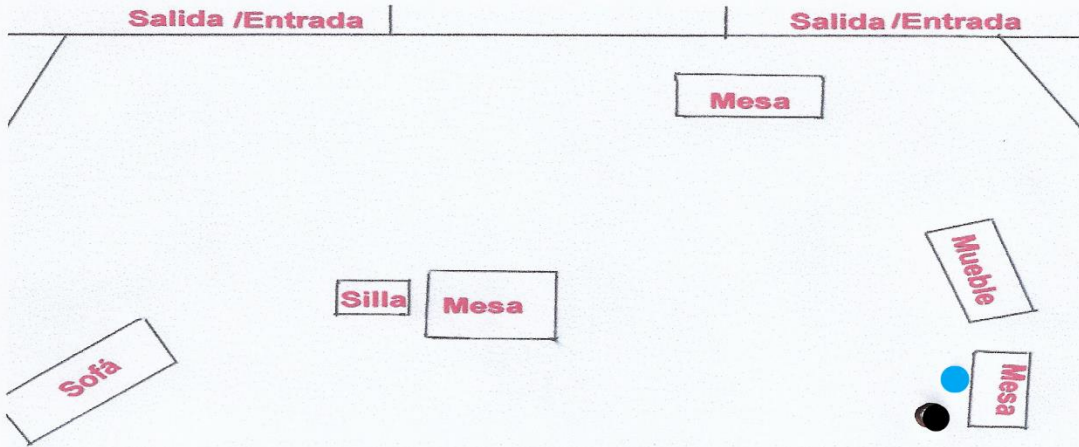 Salida /Entrada
Salida /Entrada
Mesa
Mueble
Silla
Mesa
Sofá
Mesa